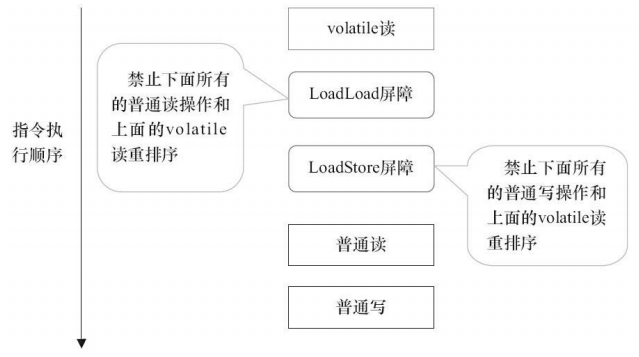 volatile读
禁止下面所有
的普通读操作和
上面的volatile
读重排序
LoadLoad屏障
指令执
行顺序
LoadStore屏障
禁止下面所有
的普通写操作和
上面的volatile读
重排序
普通读
普通写